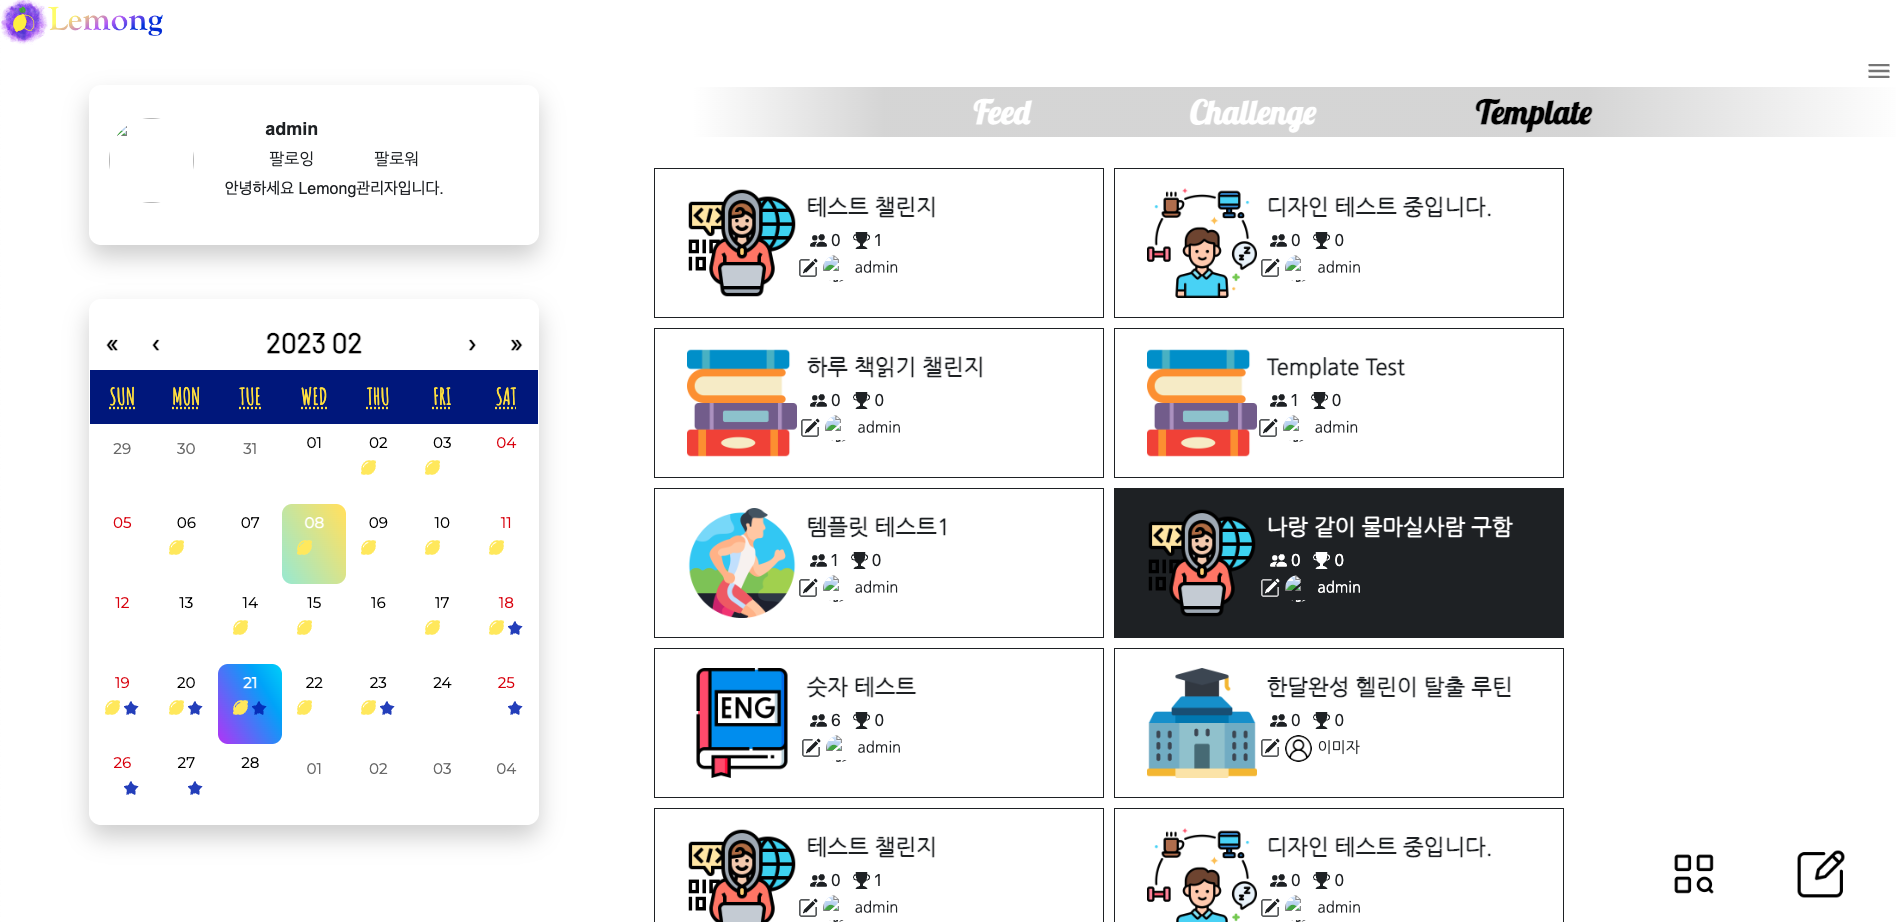 Lemong
admin
팔로잉 팔로워
안녕하세요 Lemong관리자입니다.
« ‹ 2023 02 › »
SUN MON TUE WED THU FRI SAT
29 30 31 01 02 03 04
05 06 07 08 09 10 11
12 13 14 15 16 17 18
19 20 21 22 23 24 25
26 27 28 01 02 03 04
Feed Challenge Template
테스트 챌린지
0 1
admin
디자인 테스트 중입니다.
0 0
admin
하루 책읽기 챌린지
0 0
admin
Template Test
1 0
admin
템플릿 테스트1
1 0
admin
나랑 같이 물마실사람 구함
0 0
admin
ENG
숫자 테스트
6 0
admin
한달완성 헬린이 탈출 루틴
0 0
이미자
테스트 챌린지
0 1
admin
디자인 테스트 중입니다.
0 0
admin